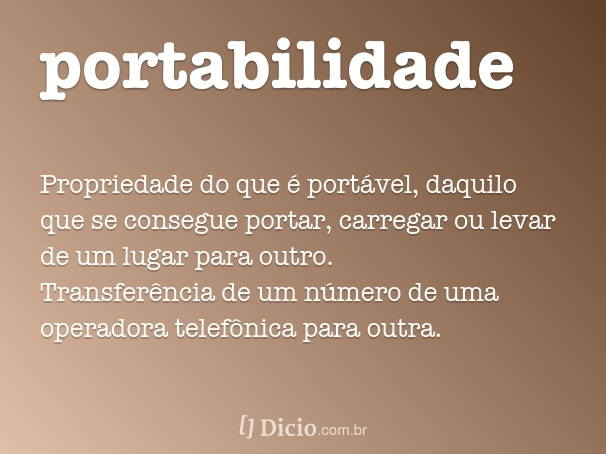 portabilidade
Propriedade do que é portável, daquilo
que se consegue portar, carregar ou levar
de um lugar para outro.
Transferência de um número de uma
operadora telefônica para outra.
[] Dicio.com.br